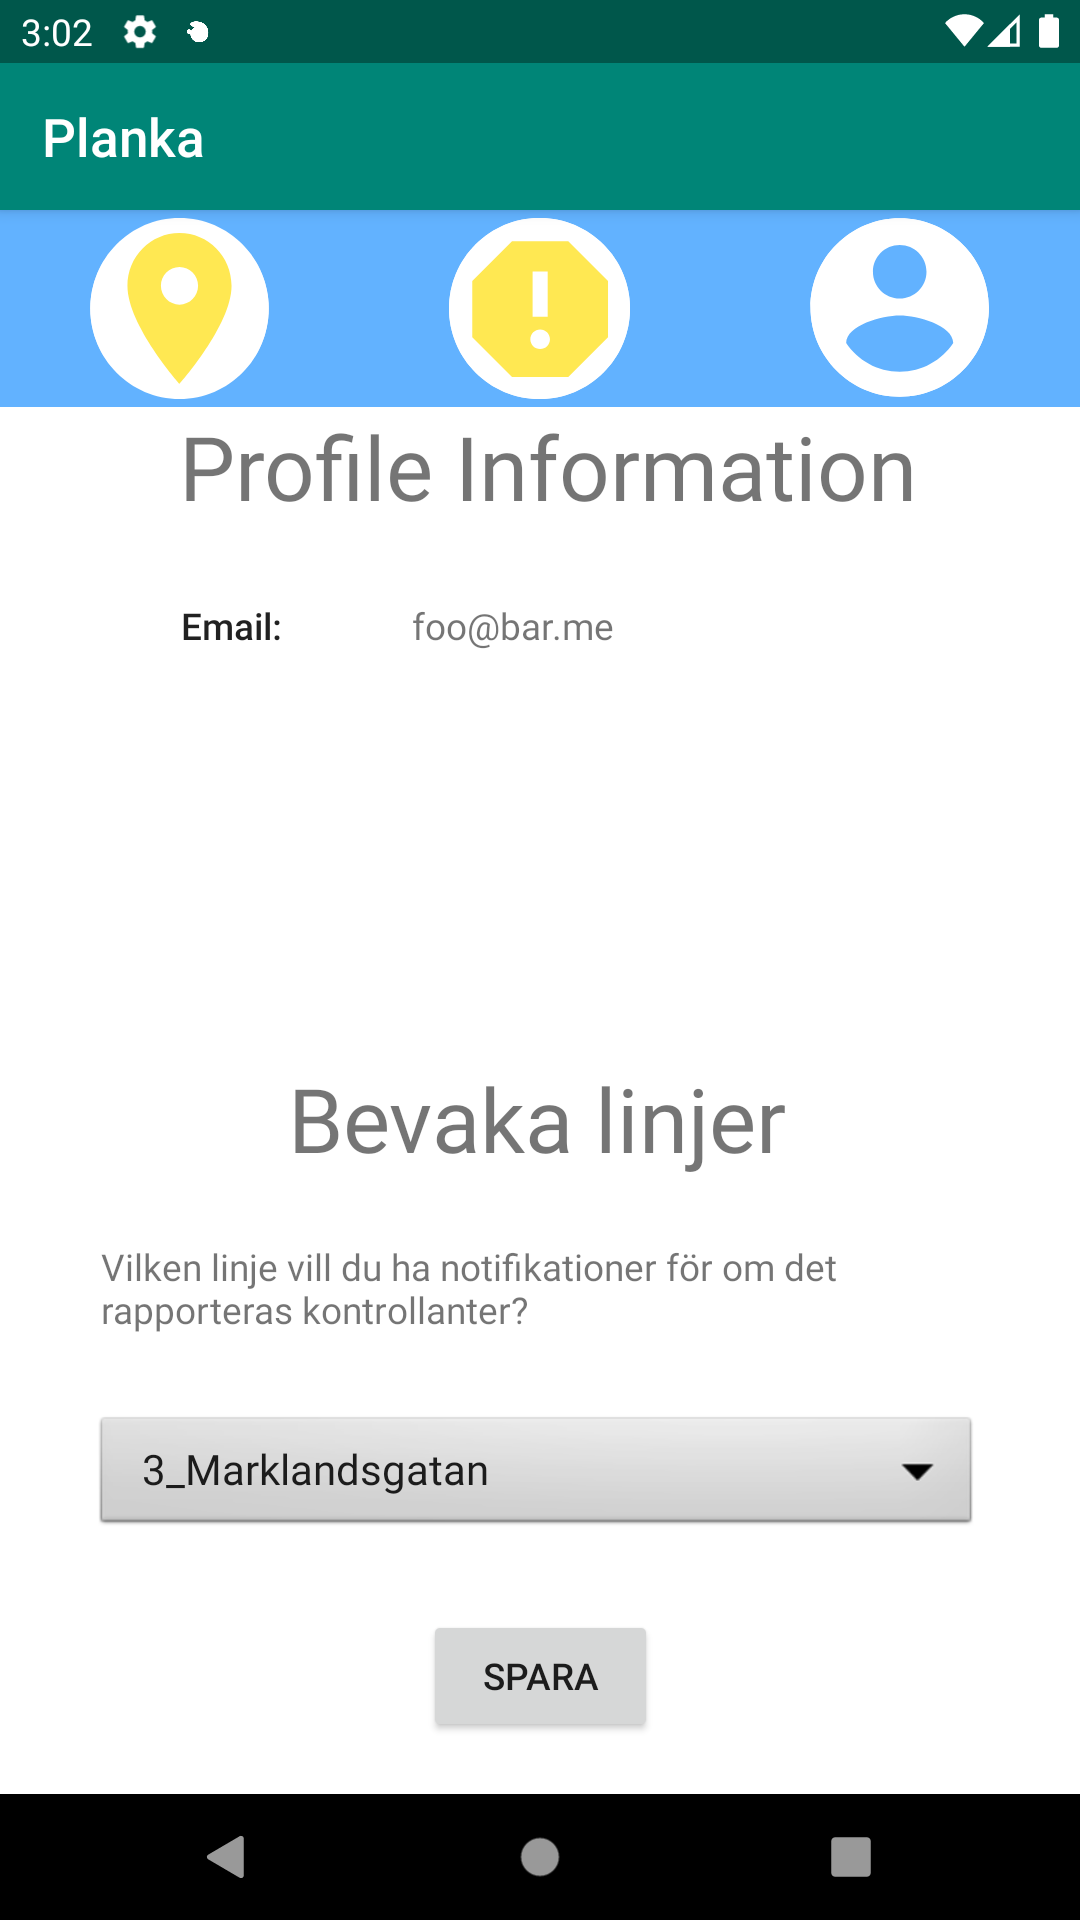 3:02
Planka
Profile Information
Email: foo@bar.me
Bevaka linjer
Vilken linje vill du ha notifikationer för om det
rapporteras kontrollanter?
3_Marklandsgatan
SPARA